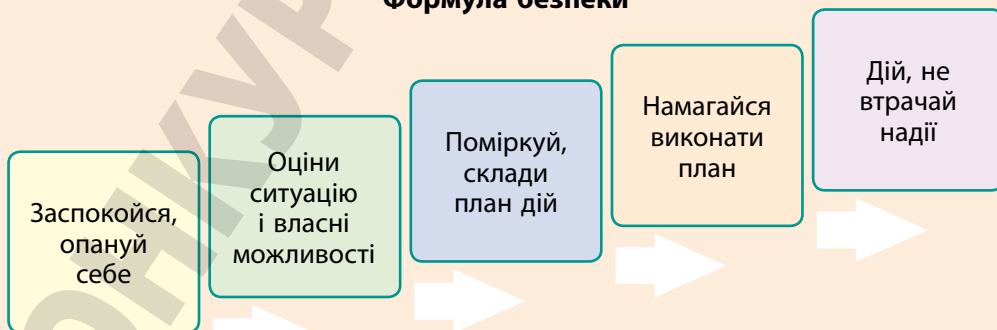 Формула безпеки
Заспокойся,
опануй
себе
Оціни
ситуацію
і власні
можливості
Поміркуй,
склади
план дій
Намагайся
виконати
план
Дій, не
втрачай
надії